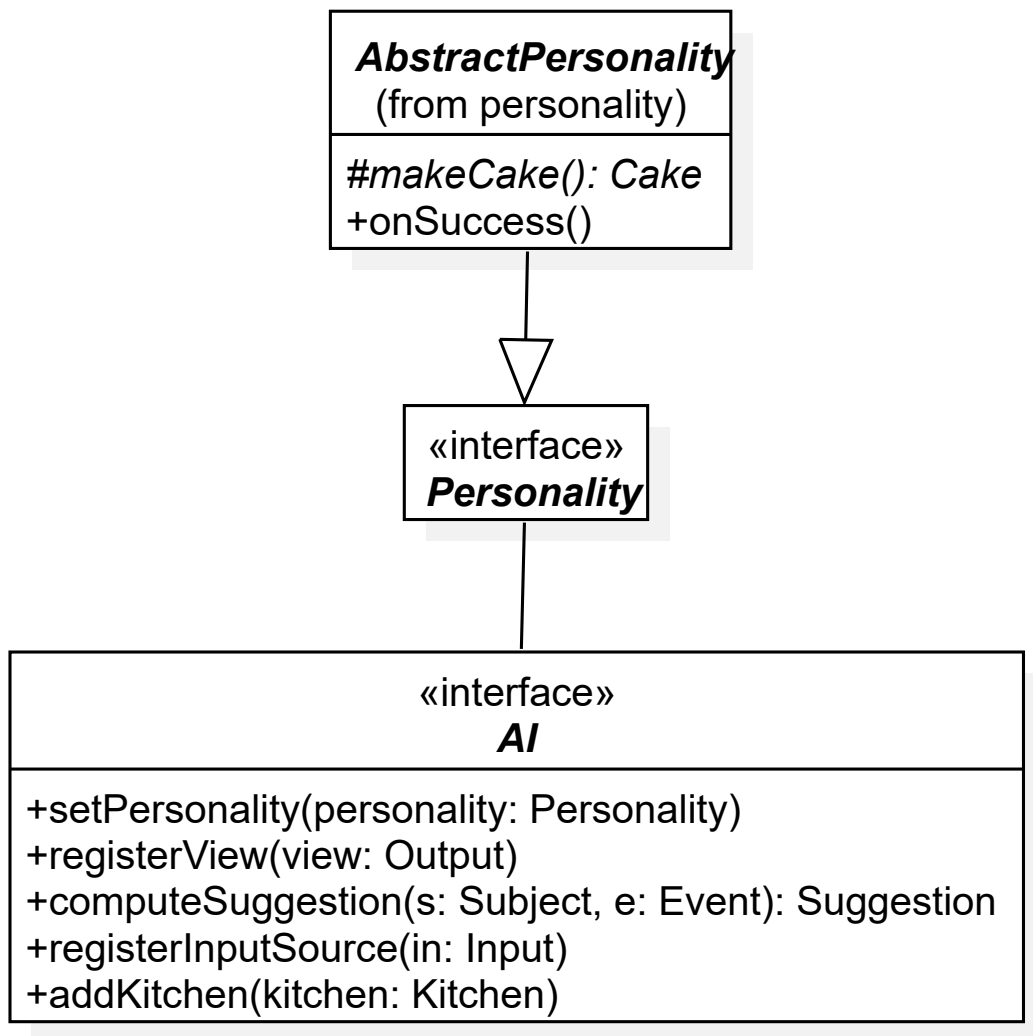 AbstractPersonality
(from personality)
#makeCake(): Cake
+onSuccess()
«interface»
Personality
«interface»
AI
+setPersonality(personality: Personality)
+registerView(view: Output)
+computeSuggestion(s: Subject, e: Event): Suggestion
+registerInputSource(in: Input)
+addKitchen(kitchen: Kitchen)